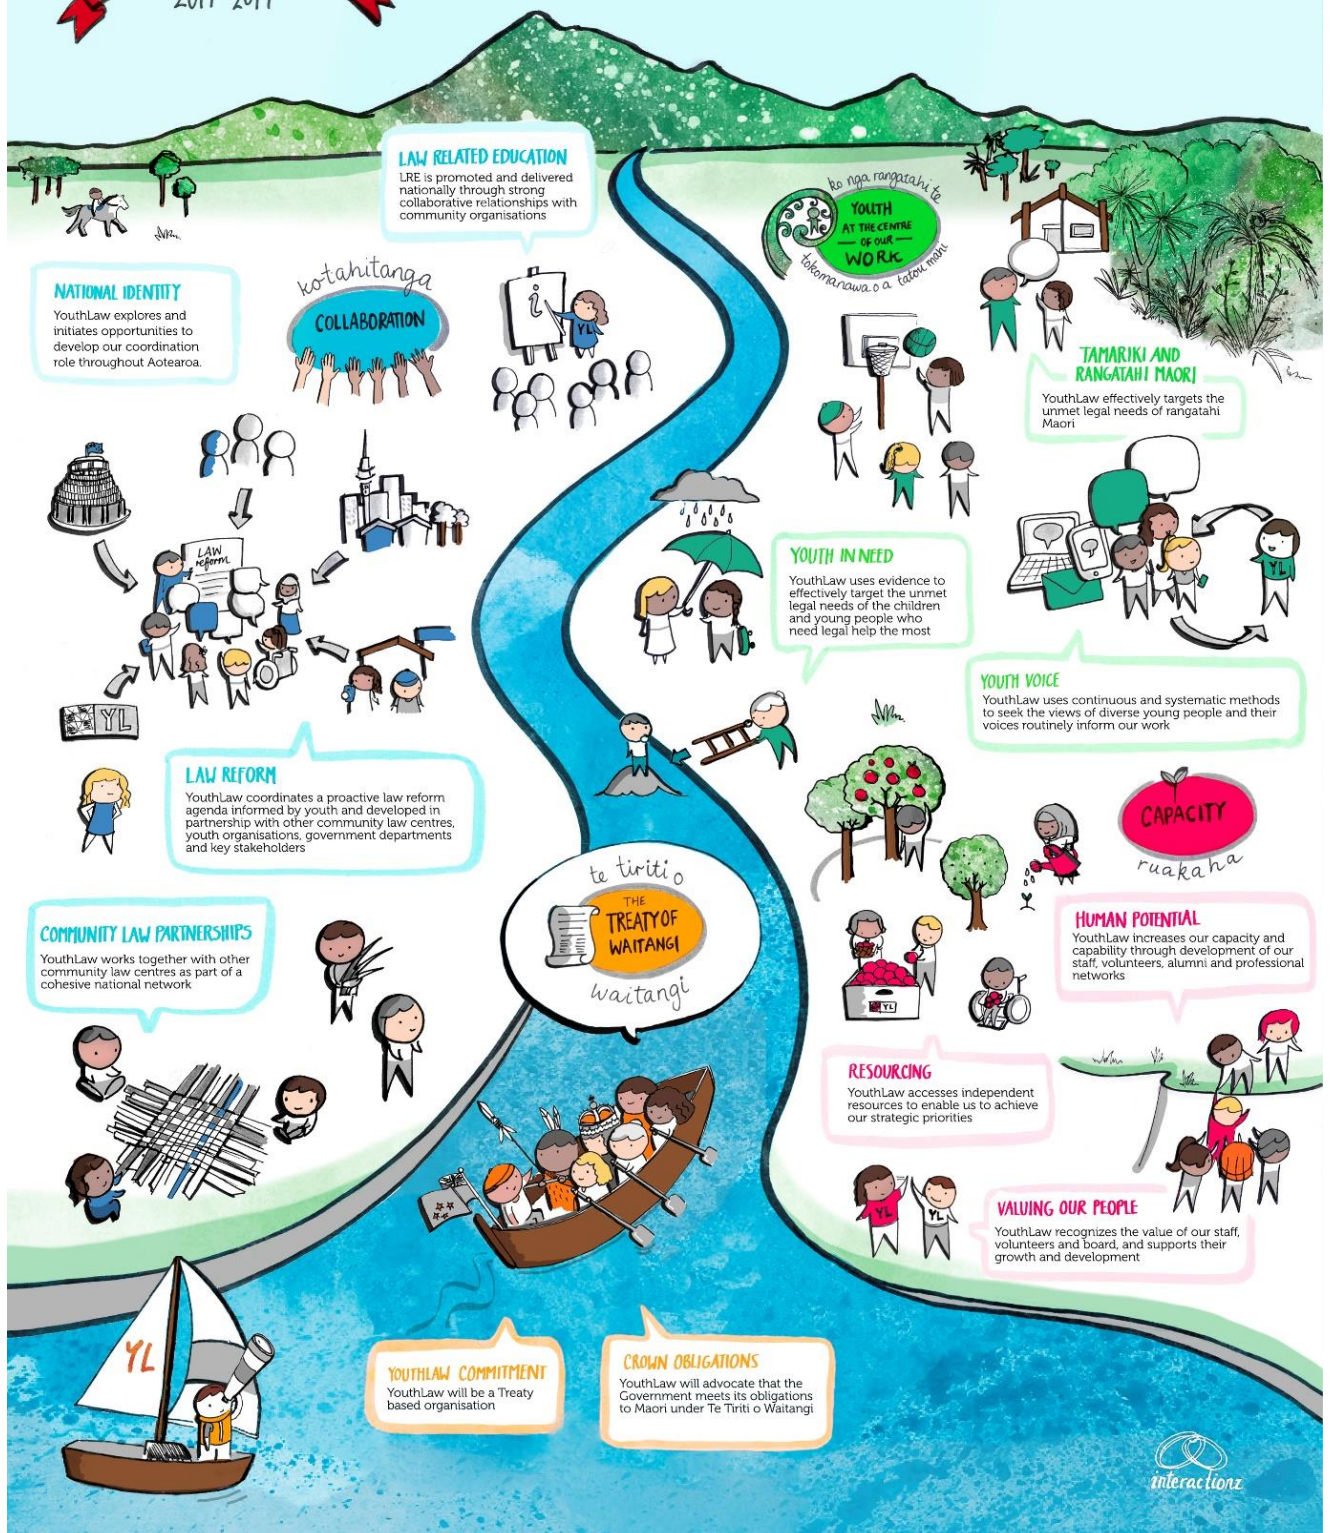 LAW RELATED EDUCATION
LRE is promoted and delivered
nationally through strong
collaborative relationships with
community organisations
ko nga rangatahi te
YOUTH
AT THE CENTRE
OF OUR
WORK
tokomanawa o a tatou mahi
NATIONAL IDENTITY
YouthLaw explores and
initiates opportunities to
develop our coordination
role throughout Aotearoa.
kotahitanga
COLLABORATION
i
YL
TAMARIKI AND
RANGATAHI MAORI
YouthLaw effectively targets the
unmet legal needs of rangatahi
Maori
LAW
reform
YL
YOUTH IN NEED
YouthLaw uses evidence to
effectively target the unmet
legal needs of the children
and young people who
need legal help the most
YL
YOUTH VOICE
YouthLaw uses continuous and systematic methods
to seek the views of diverse young people and their
voices routinely inform our work
LAW REFORM
YouthLaw coordinates a proactive law reform
agenda informed by youth and developed in
partnership with other community law centres,
youth organisations, government departments
and key stakeholders
CAPACITY
ruakaha
te tiriti o
THE
TREATY OF
WAITANGI
waitangi
COMMUNITY LAW PARTNERSHIPS
YouthLaw works together with other
community law centres as part of a
cohesive national network
HUMAN POTENTIAL
YouthLaw increases our capacity and
capability through development of our
staff, volunteers, alumni and professional
networks
YL
RESOURCING
YouthLaw accesses independent
resources to enable us to achieve
our strategic priorities
YL
YL
VALUING OUR PEOPLE
YouthLaw recognizes the value of our staff,
volunteers and board, and supports their
growth and development
YL
YOUTHLAW COMMITMENT
YouthLaw will be a Treaty
based organisation
CROWN OBLIGATIONS
YouthLaw will advocate that the
Government meets its obligations
to Maori under Te Tiriti o Waitangi
interactionz